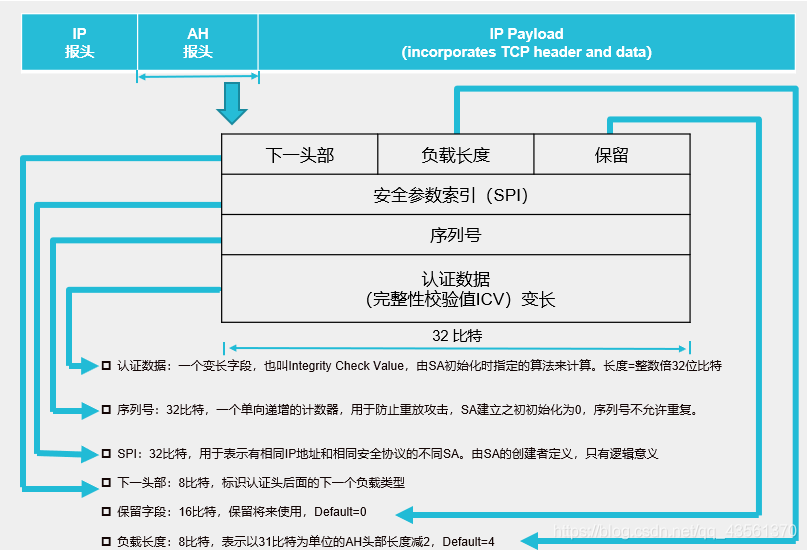 IP
报头
AH
报头
IP Payload
(incorporates TCP header and data)
下一头部
负载长度
保留
安全参数索引（SPI）
序列号
认证数据
（完整性校验值ICV）变长
32 比特
认证数据：一个变长字段，也叫Integrity Check Value，由SA初始化时指定的算法来计算。长度=整数倍32位比特
序列号：32比特，一个单向递增的计数器，用于防止重放攻击，SA建立之初初始化为0，序列号不允许重复。
SPI：32比特，用于表示有相同IP地址和相同安全协议的不同SA。由SA的创建者定义，只有逻辑意义
下一头部：8比特，标识认证头后面的下一个负载类型
保留字段：16比特，保留将来使用，Default=0
负载长度：8比特，表示以31比特为单位的AH头部长度减2，Default=4
https://blog.csdn.net/qq_43561370